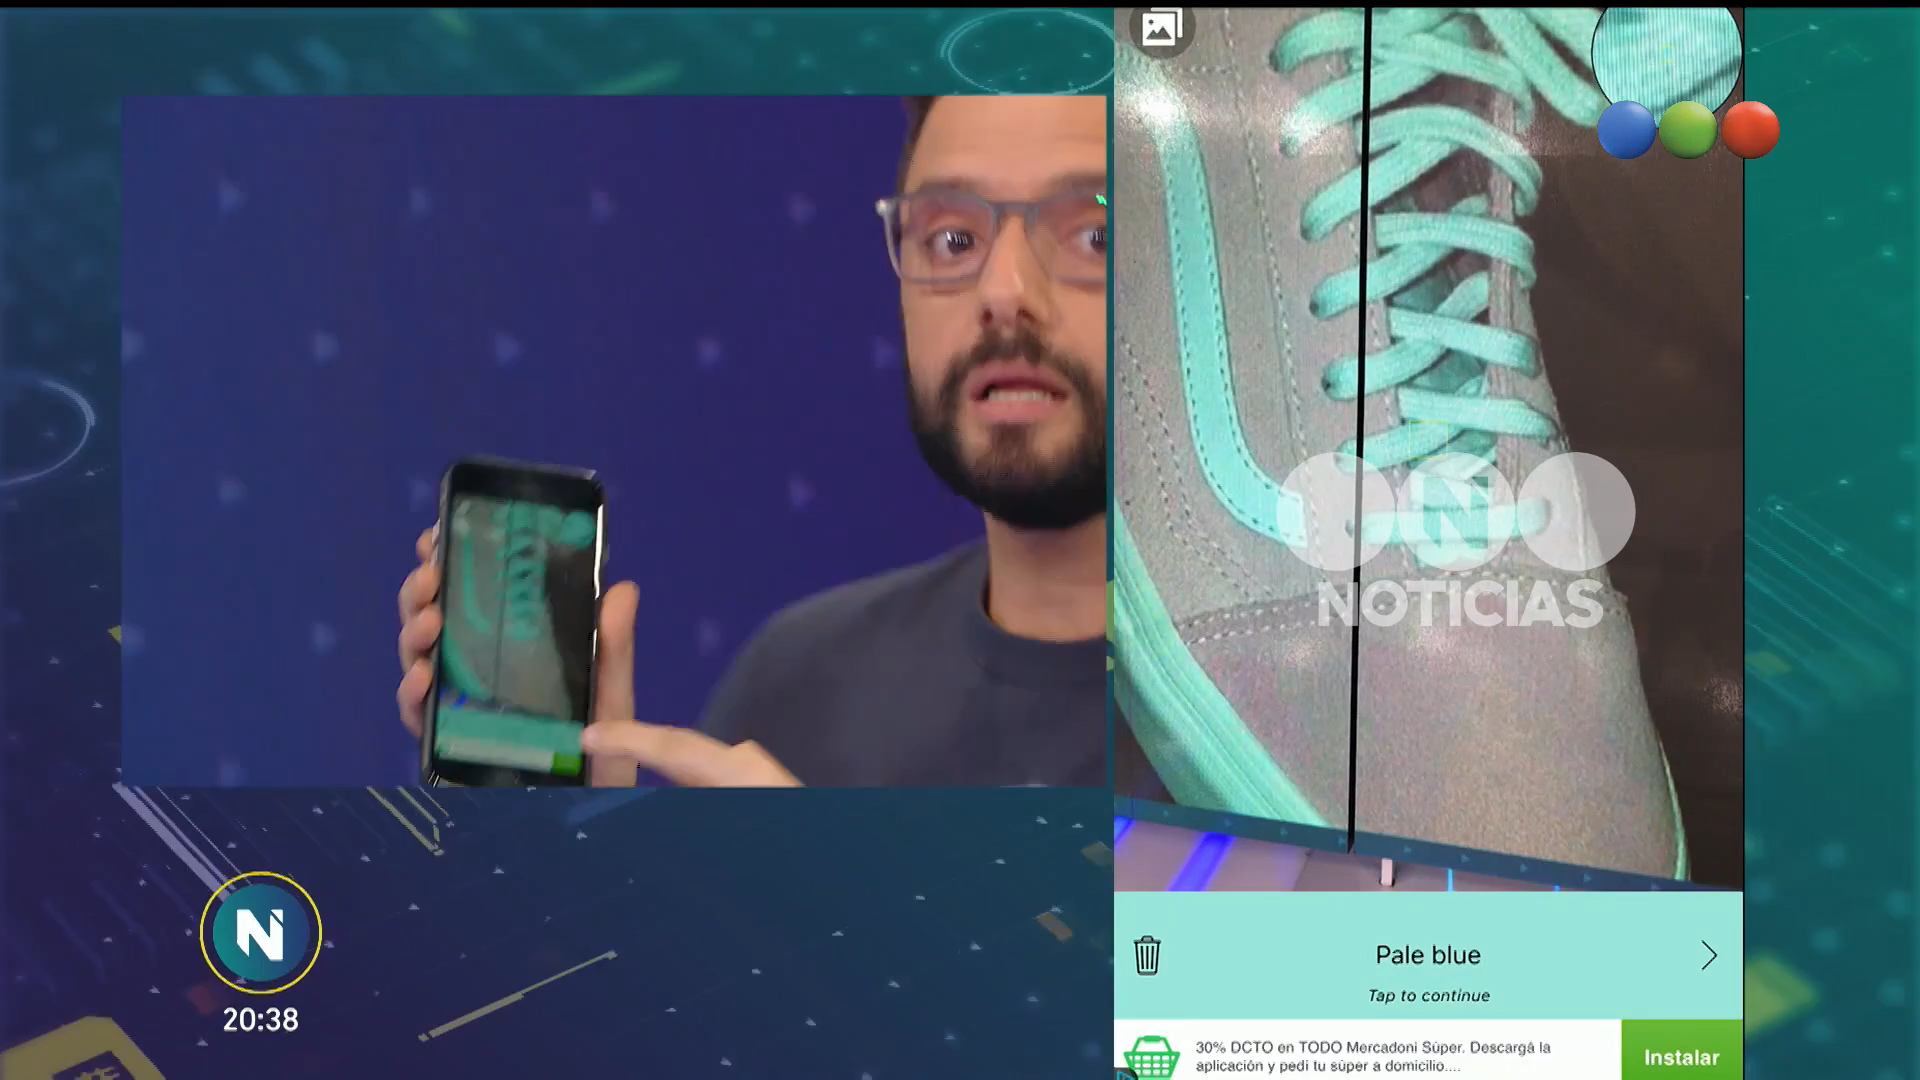 N
NOTICIAS
N
20:38
Pale blue
Tap to continue
30% DCTO en TODO Mercadoni Súper. Descargá la
aplicación y pedí tu súper a domicilio....
Instalar